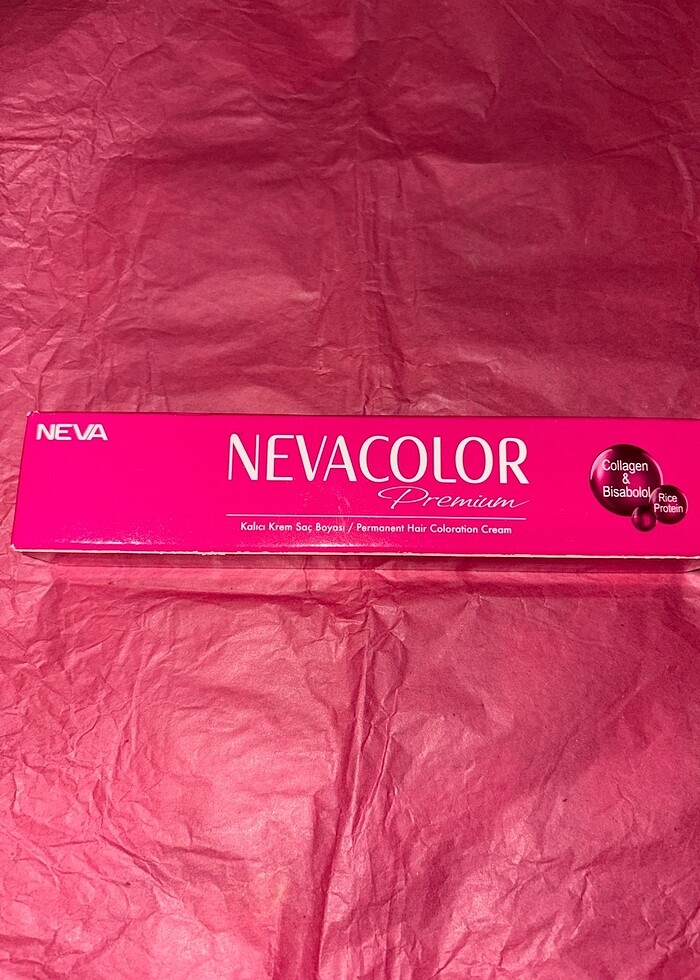 NEVA
NEVACOLOR
Premium
Kalıcı Krem Saç Boyası / Permanent Hair Coloration Cream
Collagen
&
Bisabolol
Rice
Protein